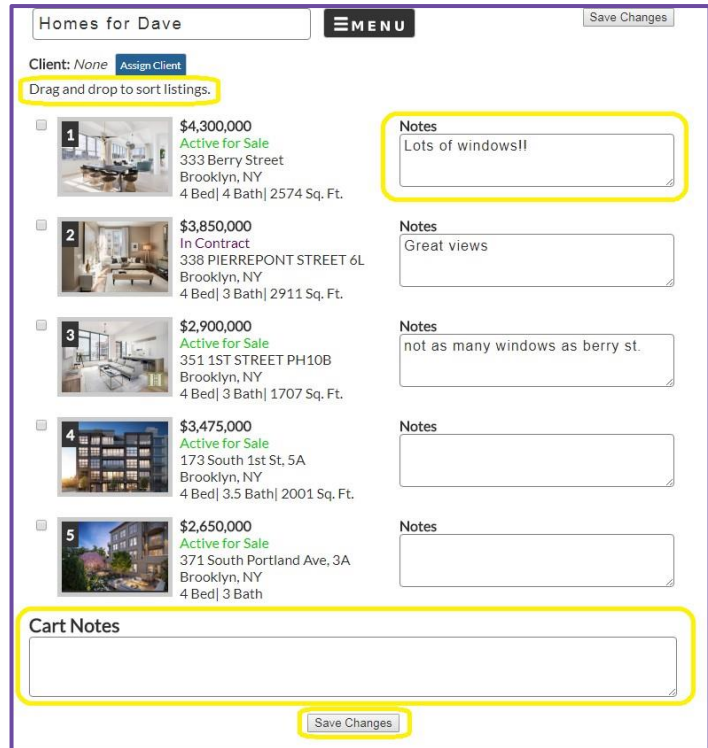 Homes for Dave
MENU
Save Changes
Client: None Assign Client
Drag and drop to sort listings.
1
$4,300,000
Active for Sale
333 Berry Street
Brooklyn, NY
4 Bed| 4 Bath| 2574 Sq. Ft.
Notes
Lots of windows!!
2
$3,850,000
In Contract
338 PIERREPONT STREET 6L
Brooklyn, NY
4 Bed| 3 Bath| 2911 Sq. Ft.
Notes
Great views
3
$2,900,000
Active for Sale
351 1ST STREET PH10B
Brooklyn, NY
4 Bed| 3 Bath| 1707 Sq. Ft.
Notes
not as many windows as berry st.
4
$3,475,000
Active for Sale
173 South 1st St, 5A
Brooklyn, NY
4 Bed| 3.5 Bath| 2001 Sq. Ft.
Notes
5
$2,650,000
Active for Sale
371 South Portland Ave, 3A
Brooklyn, NY
4 Bed| 3 Bath
Notes
Cart Notes
Save Changes